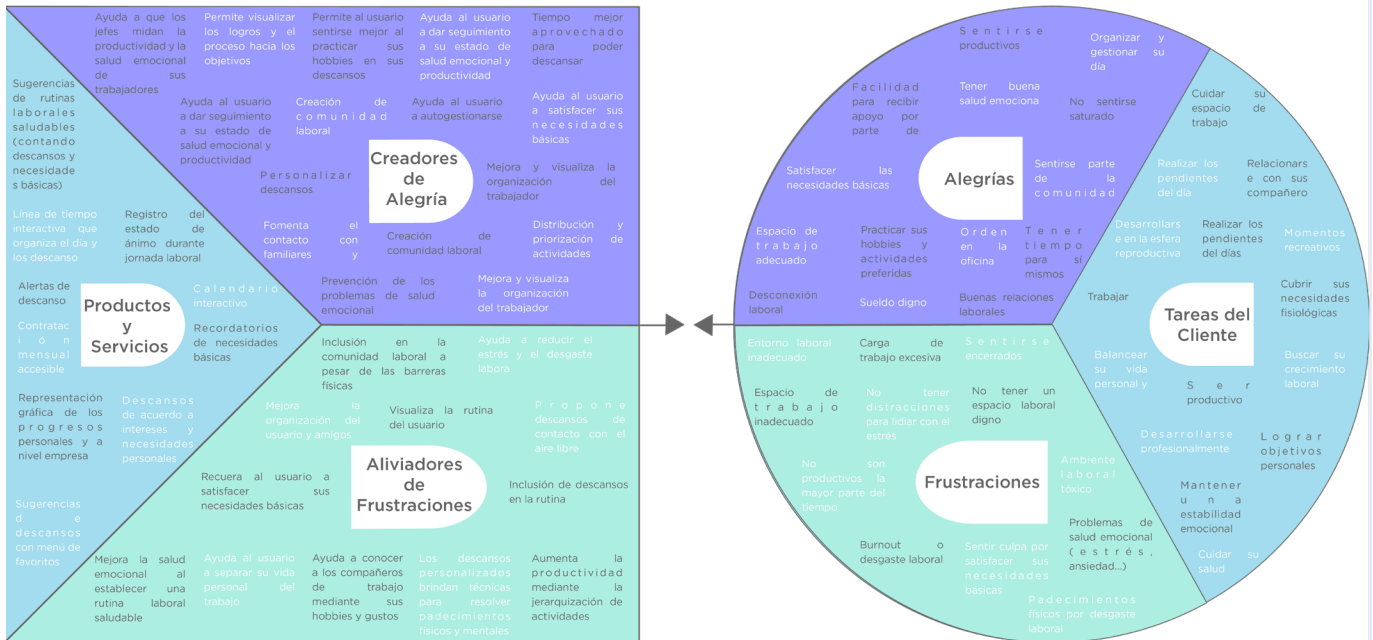 Ayuda a que los
jefes midan la
productividad y la
salud emocional
de sus
trabajadores
Permite visualizar
los logros y el
proceso hacia los
objetivos
Permite al usuario
sentirse mejor al
practicar sus
hobbies en sus
descansos
Ayuda al usuario
a dar seguimiento
a su estado de
salud emocional y
productividad
Tiempo mejor
aprovechado
para poder
descansar
Ayuda al usuario
a dar seguimiento
a su estado de
salud emocional y
productividad
Creación de
comunidad
laboral
Ayuda al usuario
a autogestionarse
Ayuda al usuario
a satisfacer sus
necesidades
básicas
Creadores
de
Alegría
Personalizar
descansos
Mejora y visualiza la
organización del
trabajador
Fomenta el
contacto con
familiares y
Creación de
comunidad laboral
Distribución y
priorización de
actividades
Prevención de los
problemas de salud
emocional
Mejora y visualiza
la organización
del trabajador
Sugerencias
de rutinas
laborales
saludables
(contando
descansos y
necesidade
s básicas)
Línea de tiempo
interactiva que
organiza el día y
los descanso
Registro del
estado de
ánimo durante
jornada laboral
Alertas de
descanso
Productos
y
Servicios
Calendario
interactivo
Contratac
ión
mensual
accesible
Recordatorios
de necesidades
básicas
Representación
gráfica de los
progresos
personales y a
nivel empresa
Descansos
de acuerdo a
intereses y
necesidades
personales
Sugerencias
de
descansos
con menú de
favoritos
Inclusión en la
comunidad laboral a
pesar de las barreras
físicas
Ayuda a reducir el
estrés y el desgaste
labora
Mejora la
organización del
usuario y amigos
Visualiza la rutina
del usuario
Propone
descansos de
contacto con el
aire libre
Aliviadores
de
Frustraciones
Recuera al usuario a
satisfacer sus
necesidades básicas
Inclusión de descansos
en la rutina
Mejora la salud
emocional al
establecer una
rutina laboral
saludable
Ayuda al usuario
a separar su vida
personal del
trabajo
Ayuda a conocer
a los compañeros
de trabajo
mediante sus
hobbies y gustos
Los descansos
personalizados
brindan técnicas
para resolver
padecimientos
físicos y mentales
Aumenta la
productividad
mediante la
jerarquización de
actividades
Sentirse
productivos
Organizar y
gestionar su
día
Facilidad
para recibir
apoyo por
parte de
Tener buena
salud emociona
No sentirse
saturado
Alegrías
Satisfacer las
necesidades básicas
Sentirse parte
de la
comunidad
Espacio de
trabajo
adecuado
Practicar sus
hobbies y
actividades
preferidas
Orden
en la
oficina
Tener
tiempo
para sí
mismos
Desconexión
laboral
Sueldo digno
Buenas relaciones
laborales
Cuidar su
espacio de
trabajo
Realizar los
pendientes
del día
Relacionars
e con sus
compañero
Desarrollars
e en la esfera
reproductiva
Realizar los
pendientes
del días
Momentos
recreativos
Trabajar
Cubrir sus
necesidades
fisiológicas
Tareas del
Cliente
Balancear
su vida
personal y
Buscar su
crecimiento
laboral
Ser
productivo
Desarrollarse
profesionalmente
Lograr
objetivos
personales
Mantener
una
estabilidad
emocional
Cuidar su
salud
Entorno laboral
inadecuado
Carga de
trabajo excesiva
Sentirse
encerrados
Espacio de
trabajo
inadecuado
No tener
distracciones
para lidiar con el
estrés
No tener un
espacio laboral
digno
Frustraciones
No son
productivos la
mayor parte del
tiempo
Ambiente
laboral
tóxico
Burnout o
desgaste laboral
Sentir culpa por
satisfacer sus
necesidades
básicas
Problemas de
salud emocional
(estrés,
ansiedad...)
Padecimientos
físicos por desgaste
laboral